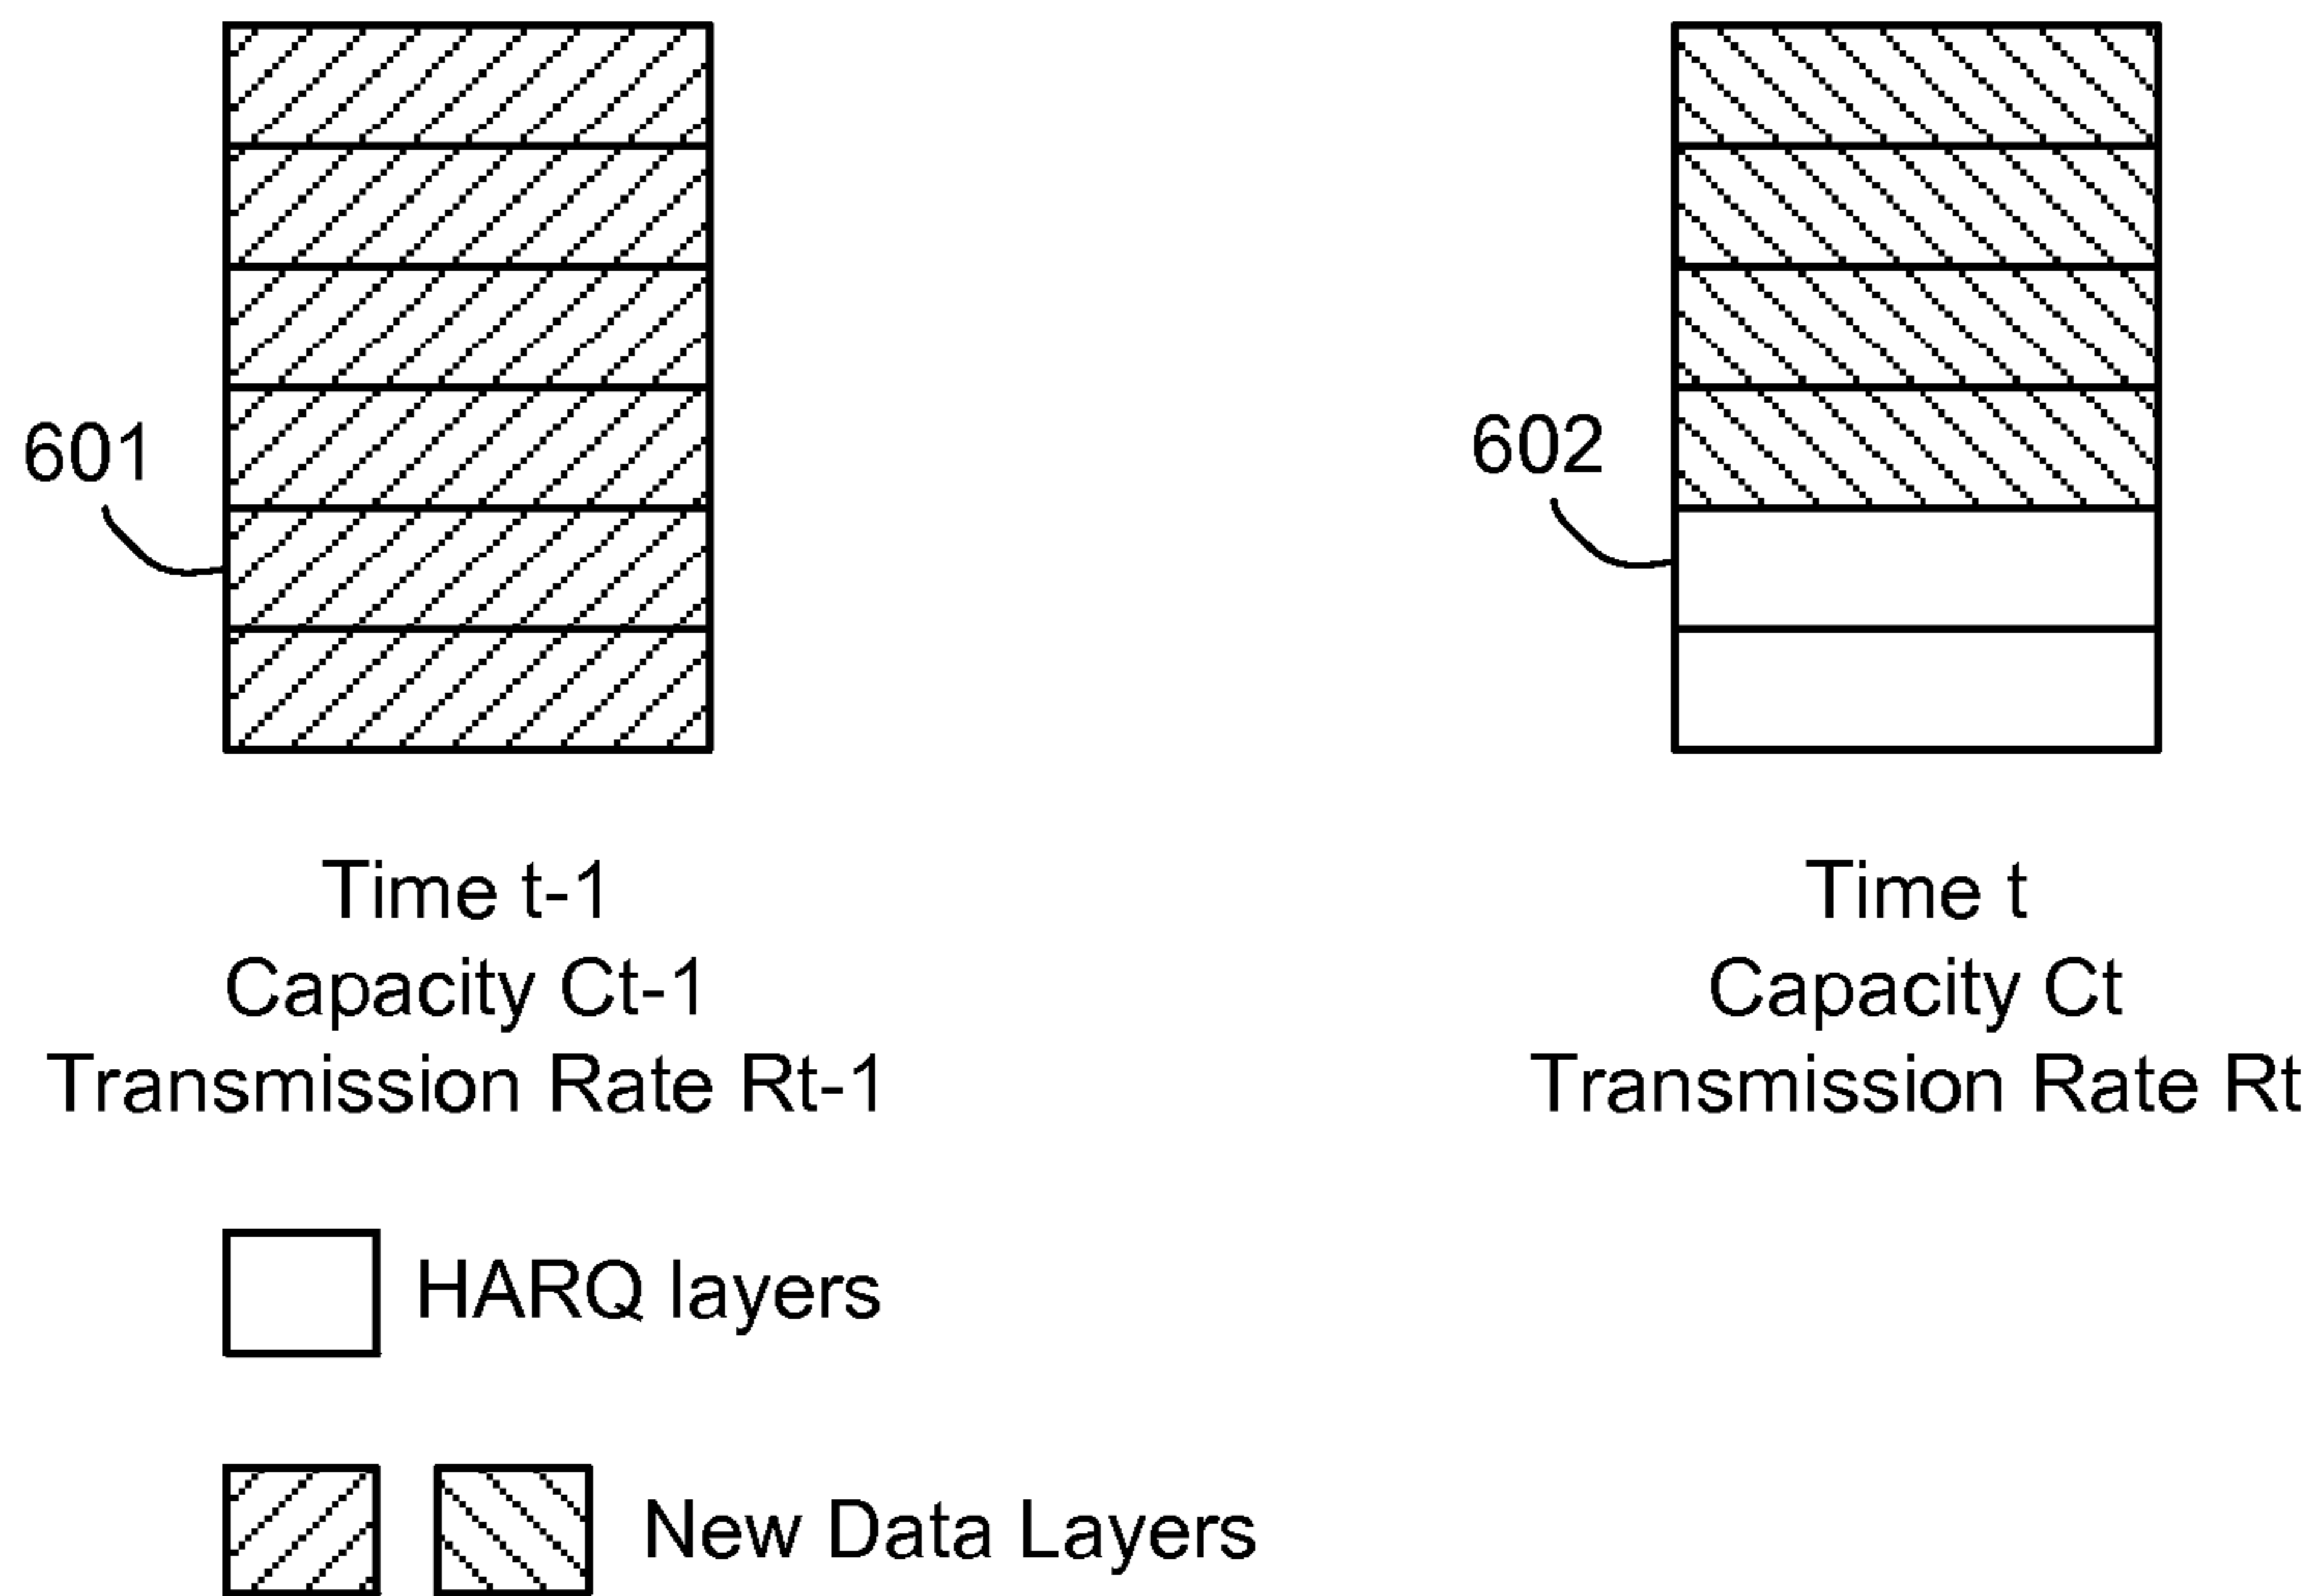 601
602
Time t-1
Capacity Ct-1
Transmission Rate Rt-1
Time t
Capacity Ct
Transmission Rate Rt
HARQ layers
New Data Layers